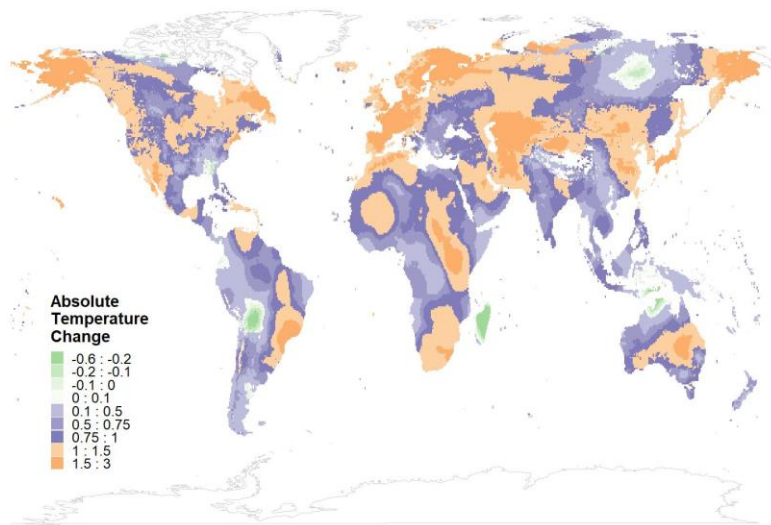 Absolute
Temperature
Change
-0.6 : -0.2
-0.2 : -0.1
-0.1 : 0
0 : 0.1
0.1 : 0.5
0.5 : 0.75
0.75 : 1
1 : 1.5
1.5 : 3